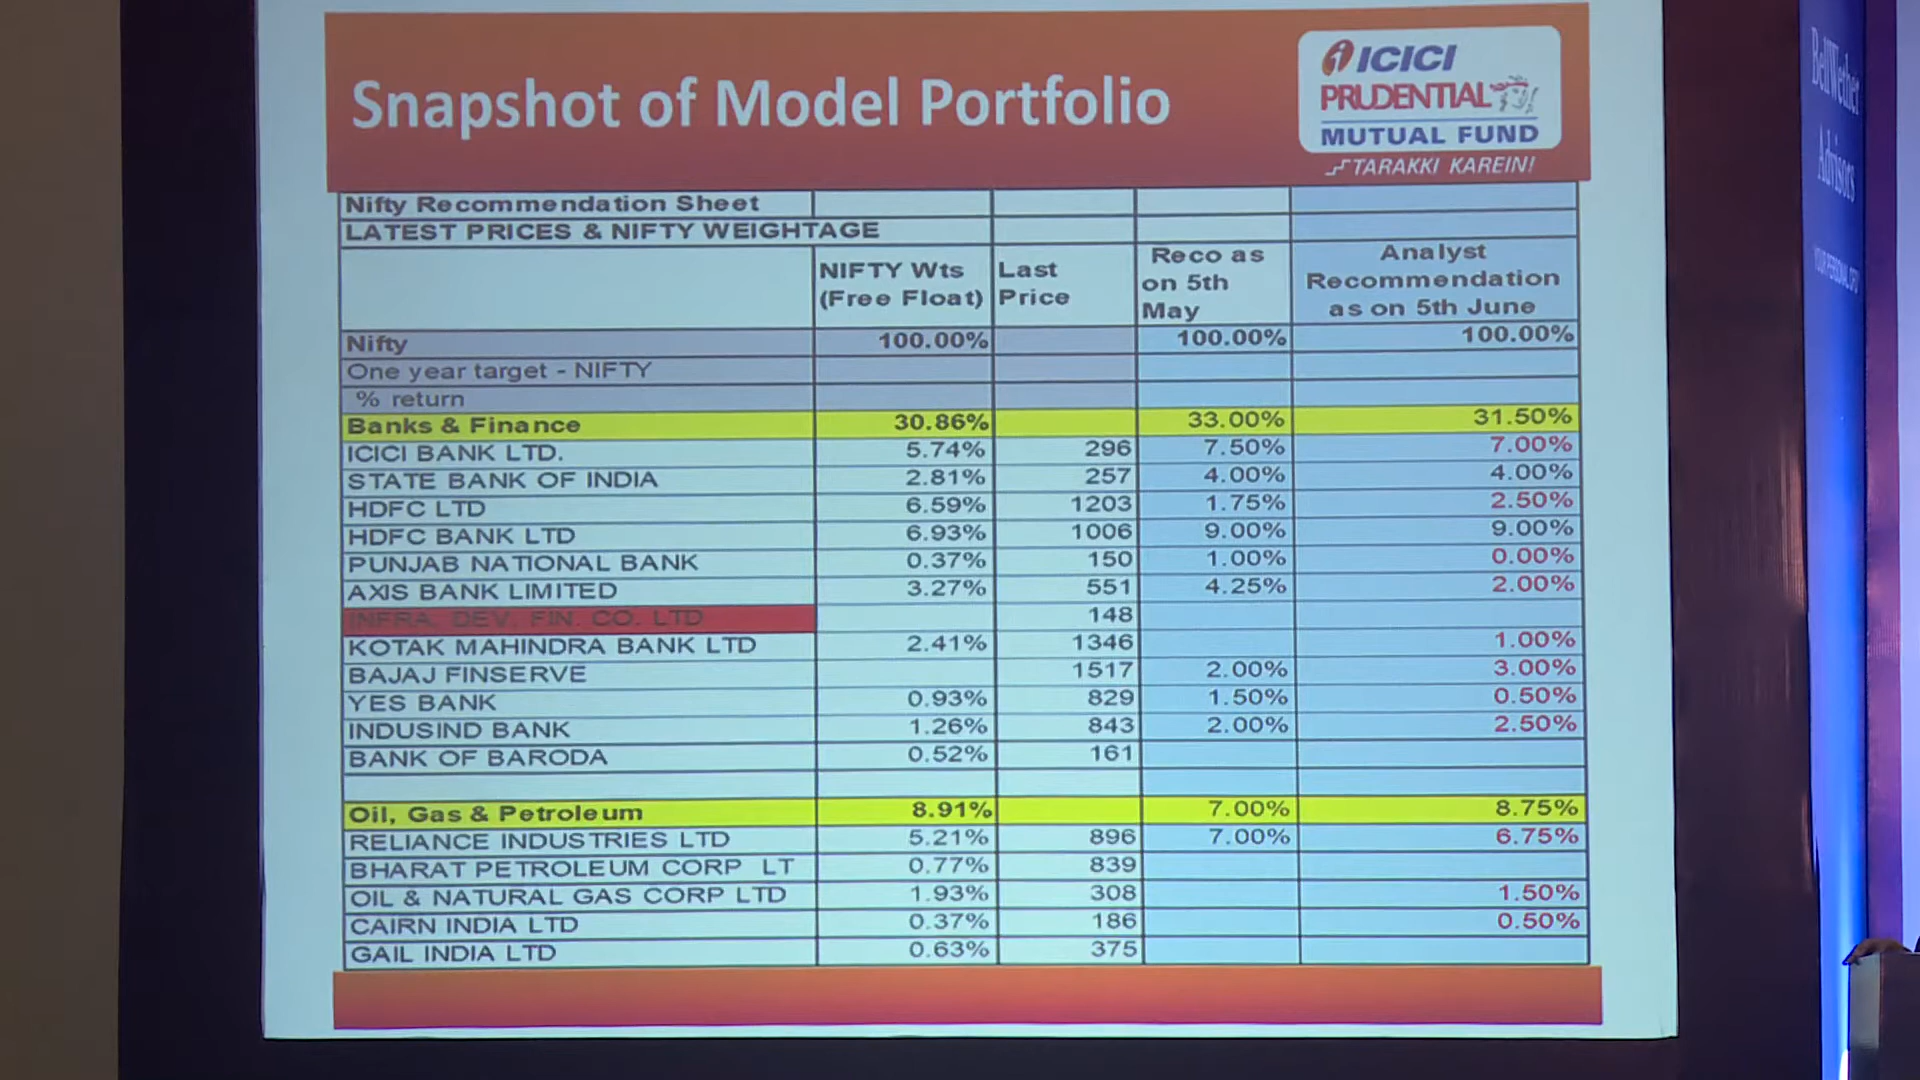 Snapshot of Model Portfolio
ICICI
PRUDENTIAL
MUTUAL FUND
TARAKKI KAREIN!
Nifty Recommendation Sheet
LATEST PRICES & NIFTY WEIGHTAGE
NIFTY Wts (Free Float) Last Price Reco as on 5th May Analyst Recommendation as on 5th June
Nifty 100.00% 100.00% 100.00%
One year target - NIFTY
% return
Banks & Finance 30.86% 33.00% 31.50%
ICICI BANK LTD. 5.74% 296 7.50% 7.00%
STATE BANK OF INDIA 2.81% 257 4.00% 4.00%
HDFC LTD 6.59% 1203 1.75% 2.50%
HDFC BANK LTD 6.93% 1006 9.00% 9.00%
PUNJAB NATIONAL BANK 0.37% 150 1.00% 0.00%
AXIS BANK LIMITED 3.27% 551 4.25% 2.00%
INFRA. DEV. FIN. CO. LTD 148
KOTAK MAHINDRA BANK LTD 2.41% 1346 1.00%
BAJAJ FINSERVE 1517 2.00% 3.00%
YES BANK 0.93% 829 1.50% 0.50%
INDUSIND BANK 1.26% 843 2.00% 2.50%
BANK OF BARODA 0.52% 161
Oil, Gas & Petroleum 8.91% 7.00% 8.75%
RELIANCE INDUSTRIES LTD 5.21% 896 7.00% 6.75%
BHARAT PETROLEUM CORP LT 0.77% 839
OIL & NATURAL GAS CORP LTD 1.93% 308 1.50%
CAIRN INDIA LTD 0.37% 186 0.50%
GAIL INDIA LTD 0.63% 375
BellWether
Advisors